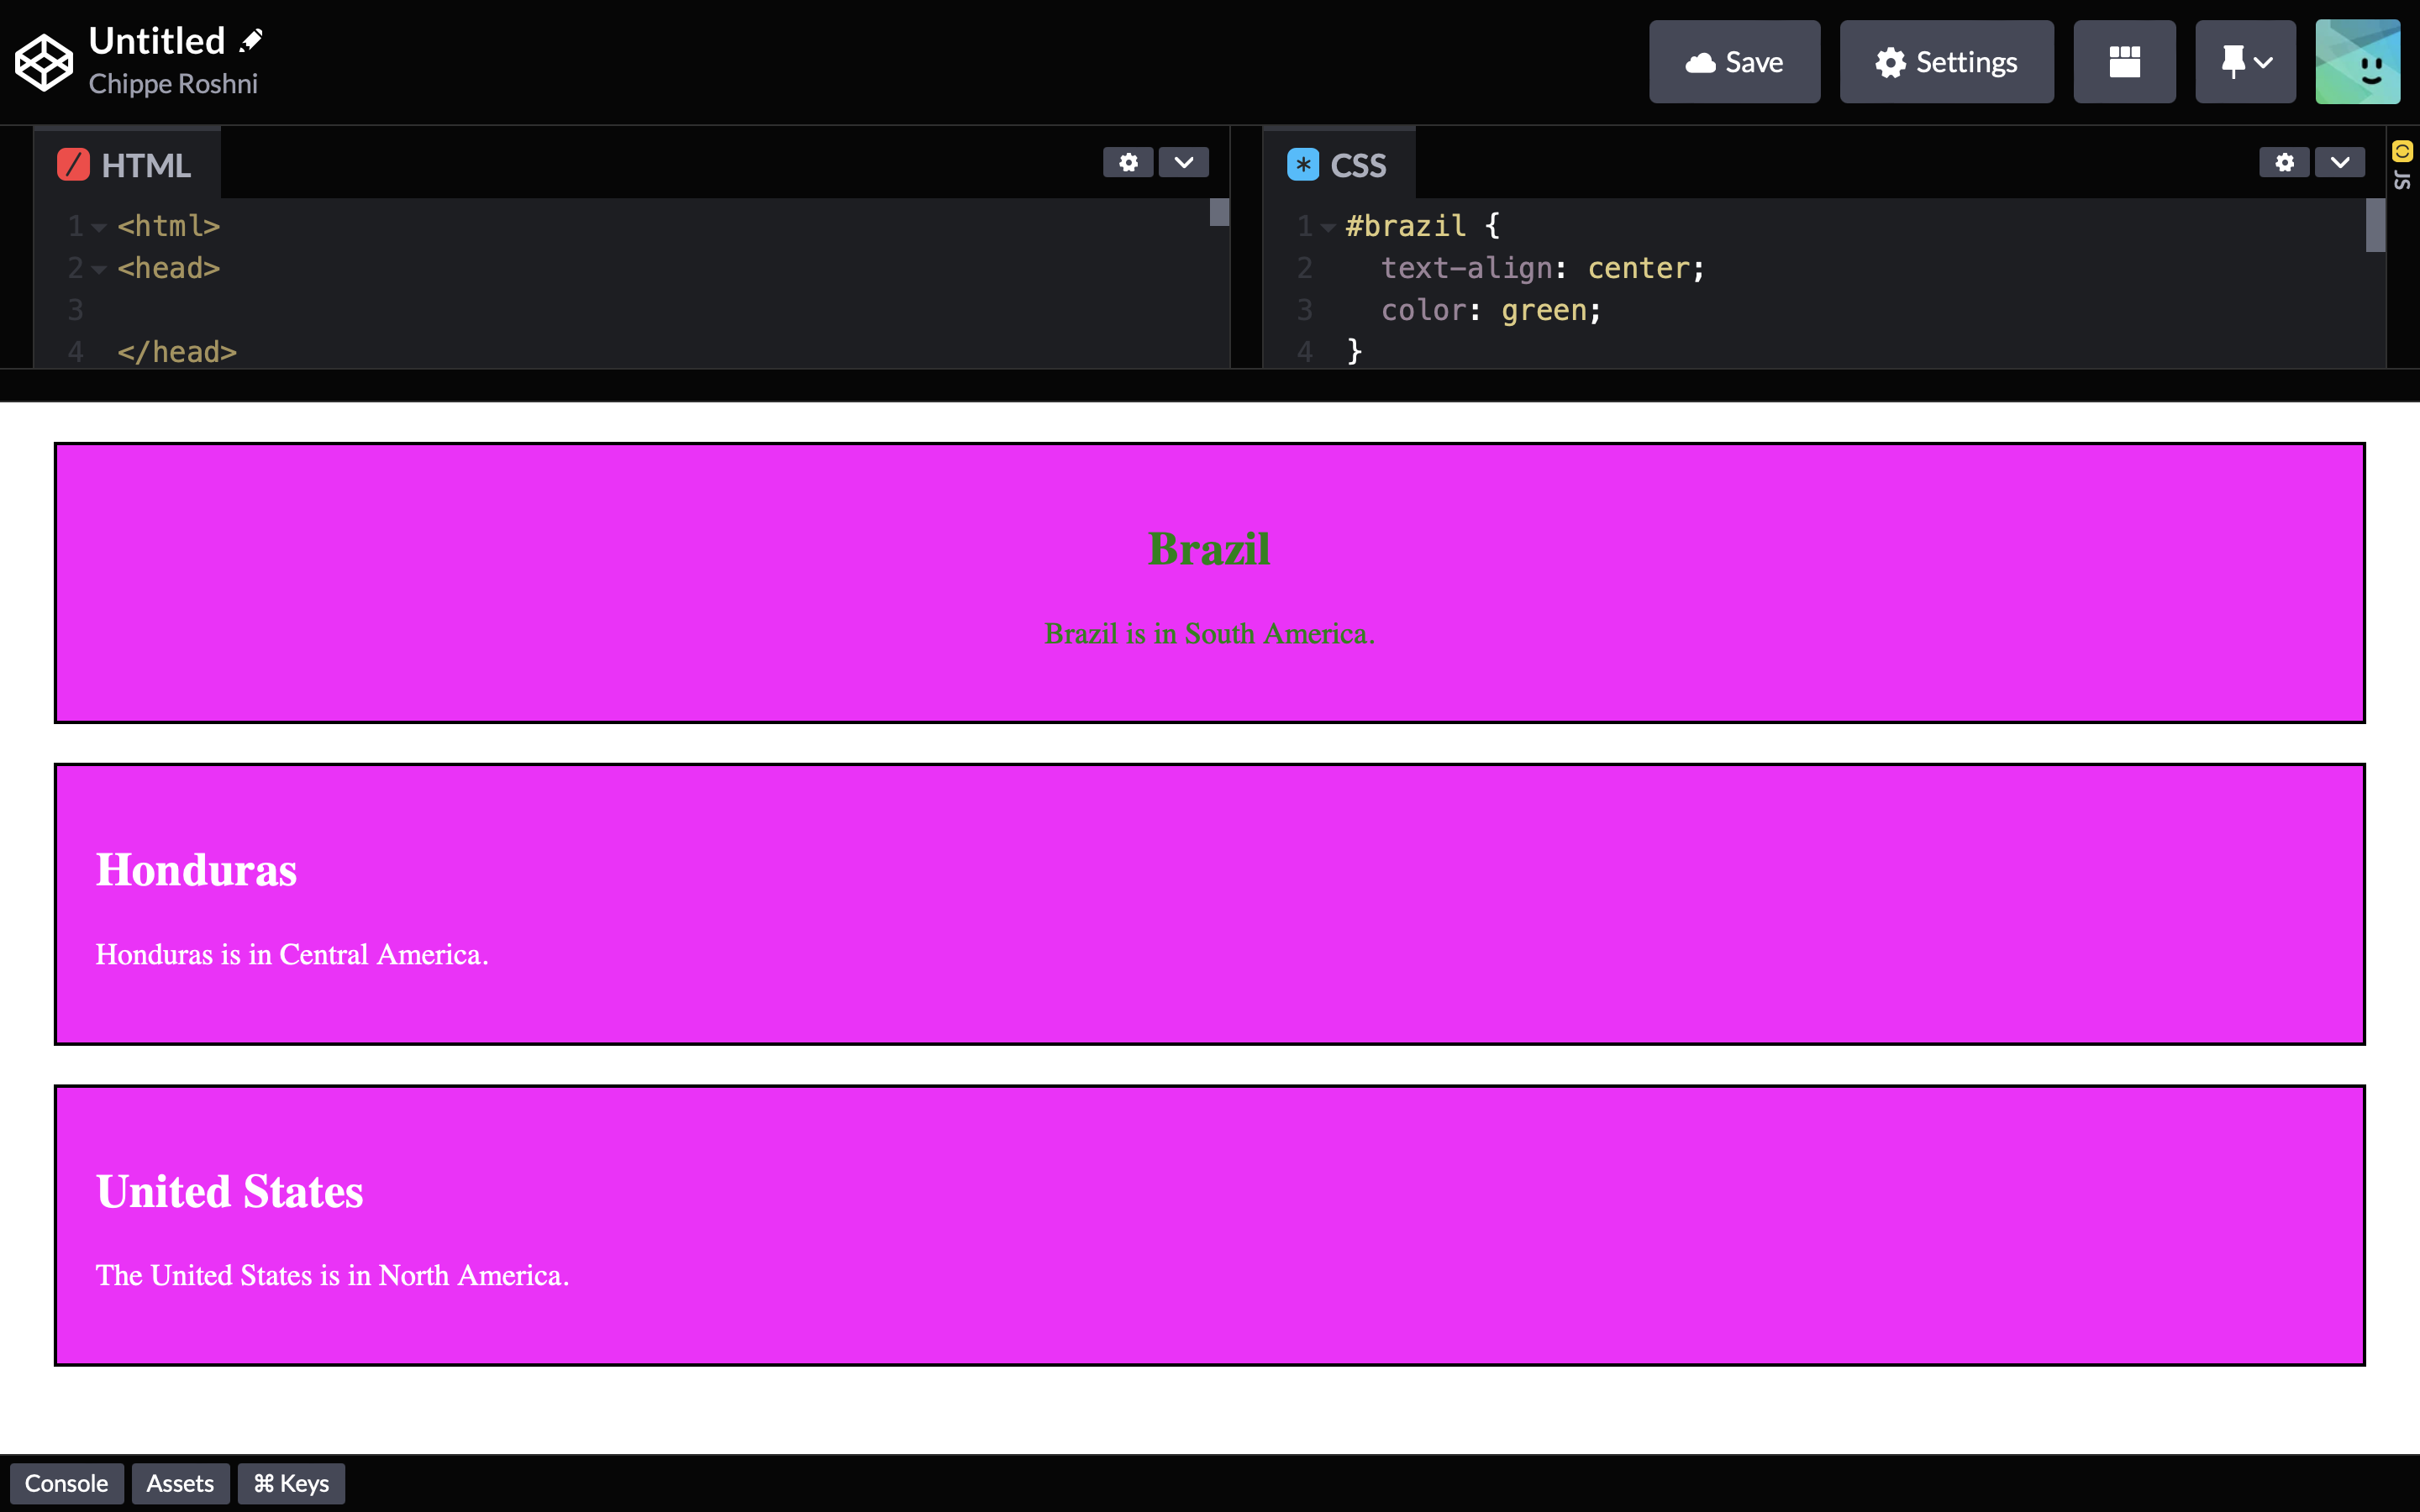 Untitled
Chippe Roshni
Save
Settings
HTML
1 <html>
2 <head>
3
4 </head>
CSS
1 #brazil {
2 text-align: center;
3 color: green;
4 }
JS
Brazil
Brazil is in South America.
Honduras
Honduras is in Central America.
United States
The United States is in North America.
Console
Assets
⌘ Keys